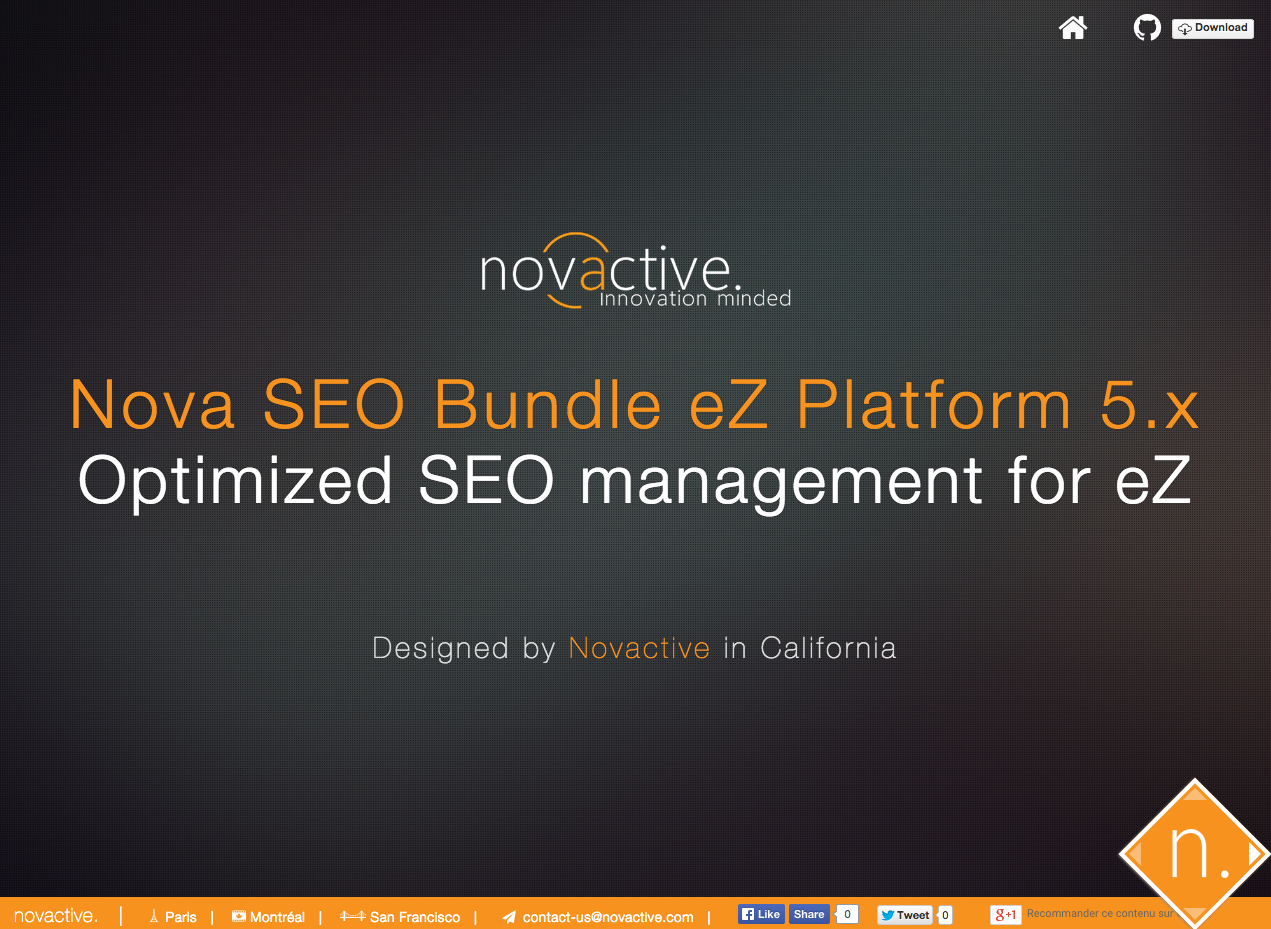 Download
novactive.
Innovation minded
Nova SEO Bundle eZ Platform 5.x
Optimized SEO management for eZ
Designed by Novactive in California
n.
novactive. | Paris | Montréal | San Francisco | contact-us@novactive.com | Like Share 0 Tweet 0 g+1 Recommander ce contenu sur